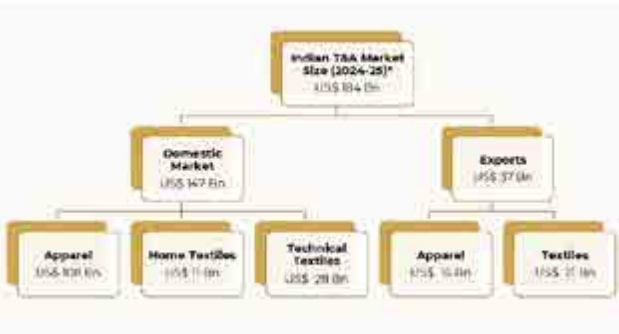 Indian T&A Market
Size (2024-25)*
US$ 184 Bn
Domestic
Market
US$ 147 Bn
Exports
US$ 37 Bn
Apparel
US$ 108 Bn
Home Textiles
US$ 11 Bn
Technical
Textiles
US$ 28 Bn
Apparel
US$ 16 Bn
Textiles
US$ 21 Bn